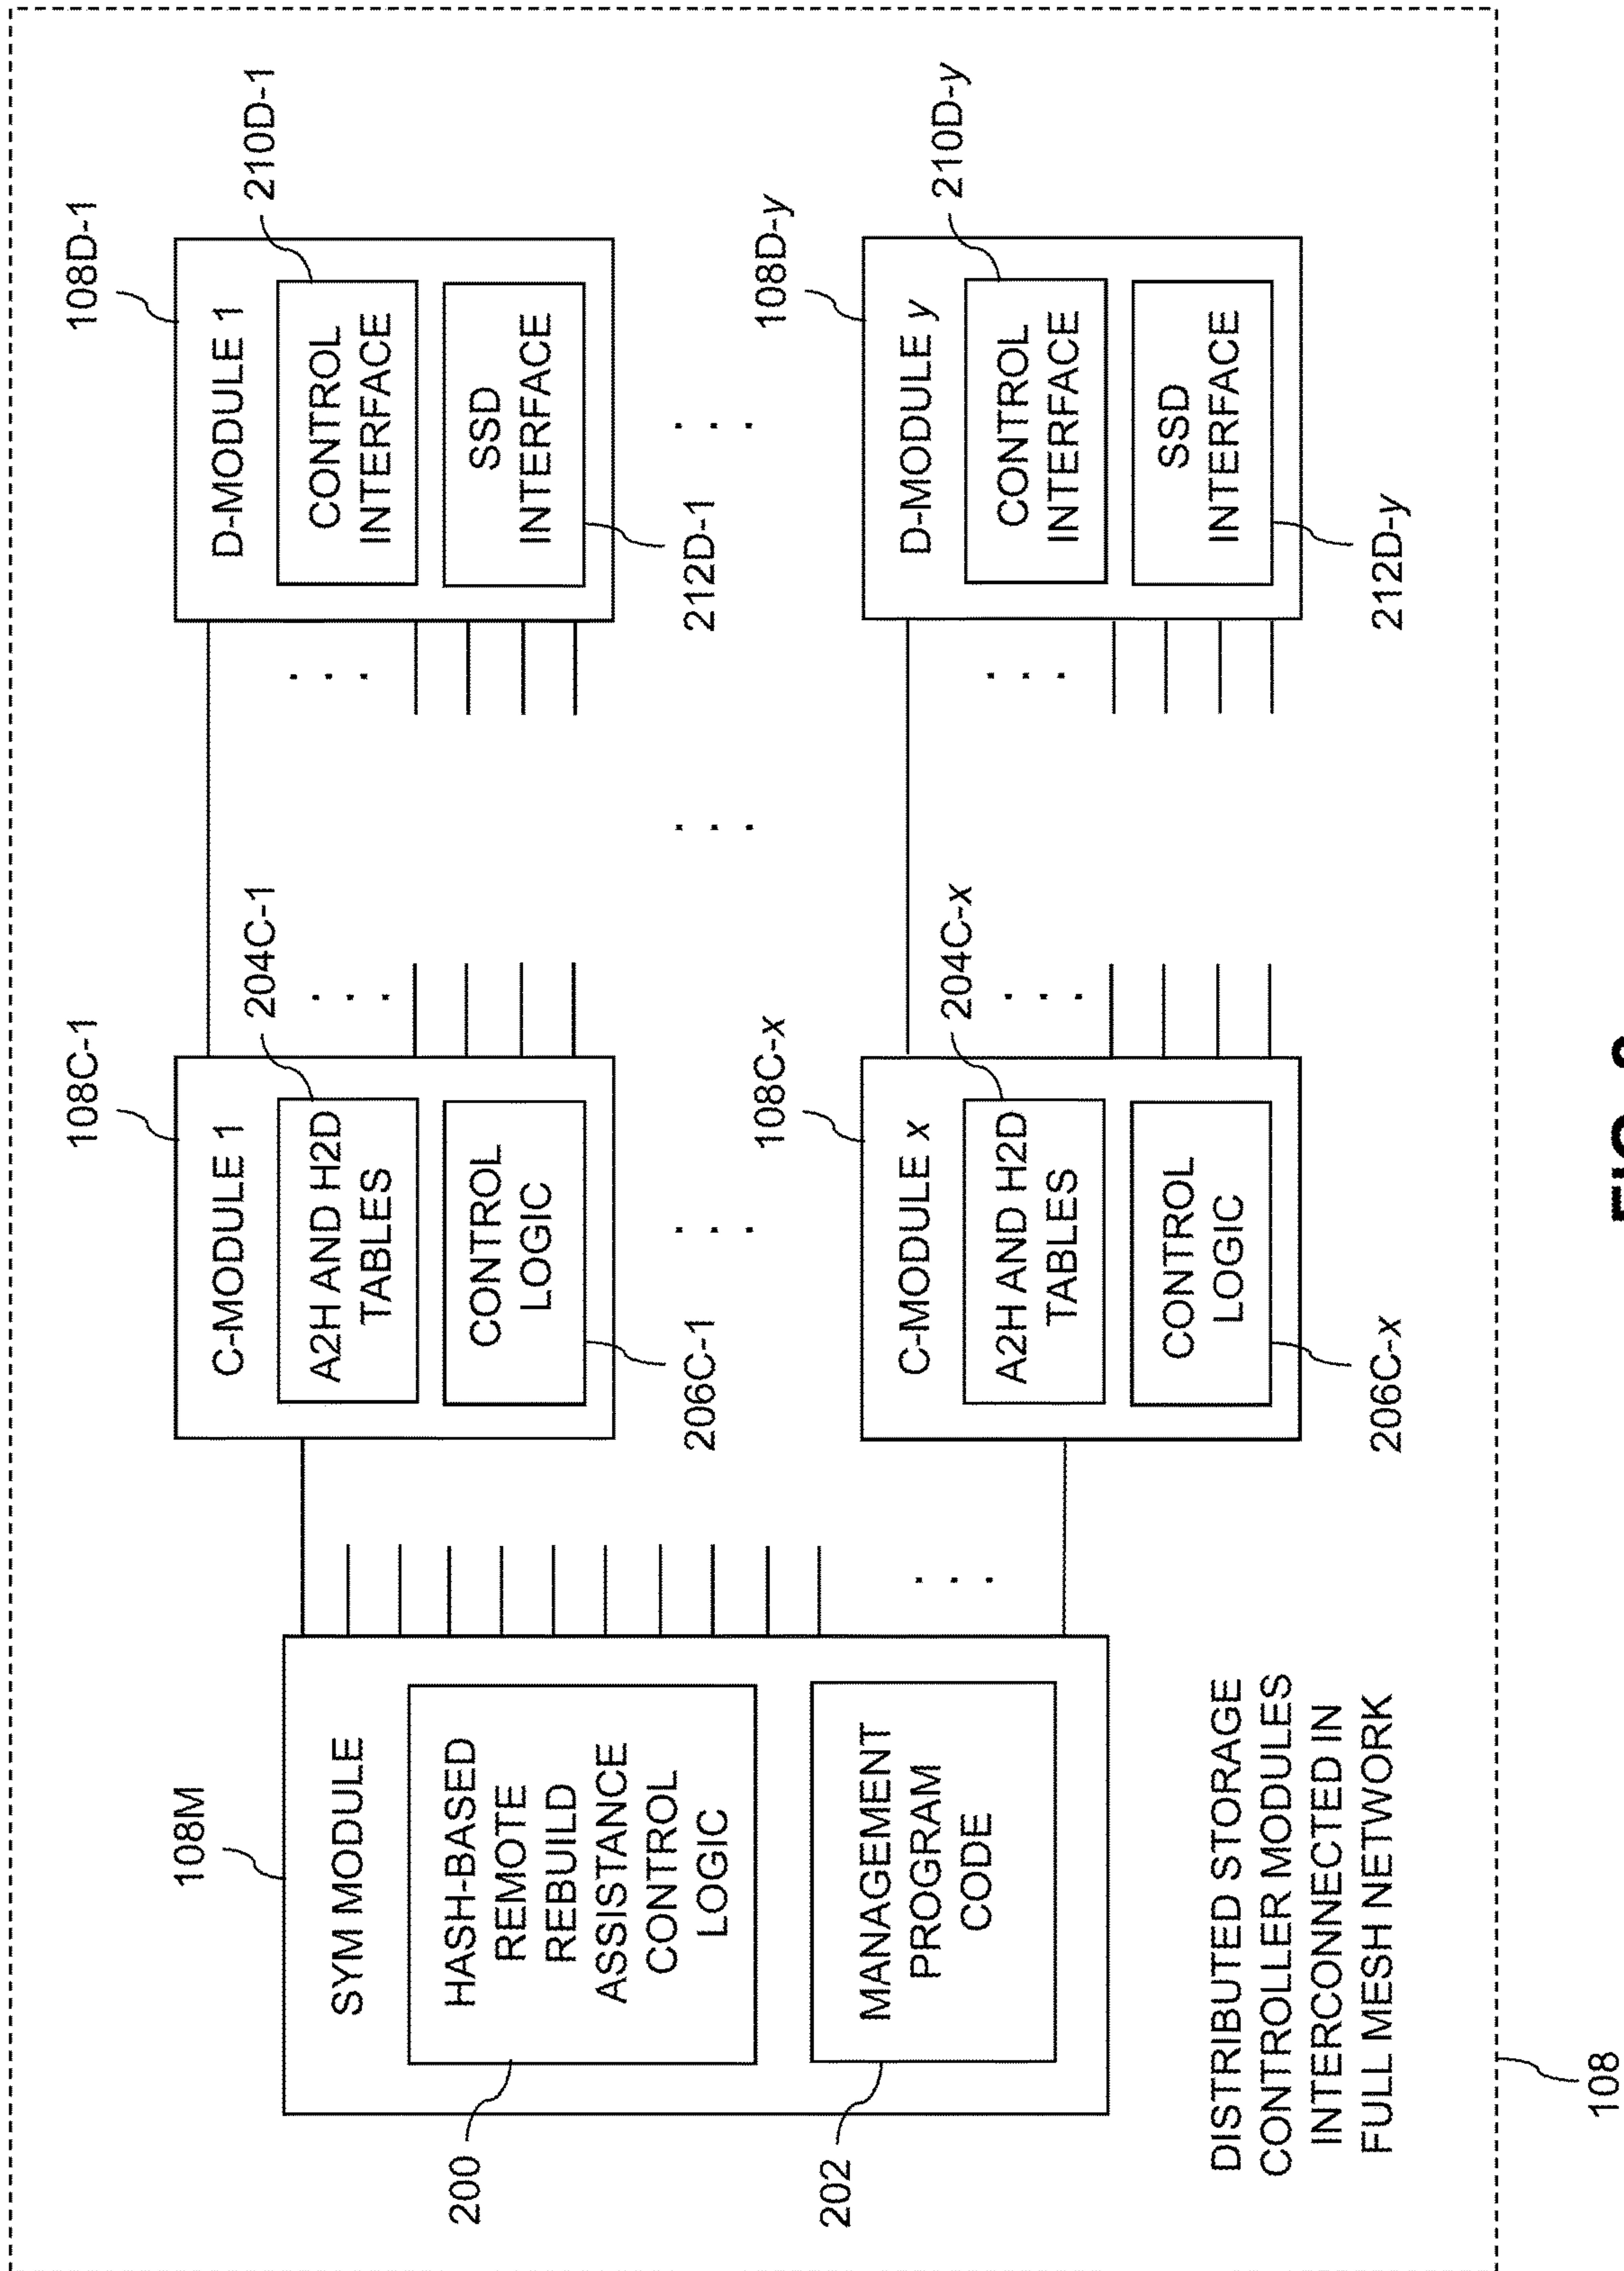 108M
SYM MODULE
HASH-BASED
REMOTE
REBUILD
ASSISTANCE
CONTROL
LOGIC
200
MANAGEMENT
PROGRAM
CODE
202
DISTRIBUTED STORAGE
CONTROLLER MODULES
INTERCONNECTED IN
FULL MESH NETWORK
108
108C-1
C-MODULE 1
A2H AND H2D
TABLES
204C-1
CONTROL
LOGIC
206C-1
. . .
108C-x
C-MODULE x
A2H AND H2D
TABLES
204C-x
CONTROL
LOGIC
206C-x
. . .
108D-1
D-MODULE 1
CONTROL
INTERFACE
210D-1
SSD
INTERFACE
212D-1
. . .
108D-y
D-MODULE y
CONTROL
INTERFACE
210D-y
SSD
INTERFACE
212D-y
FIG.